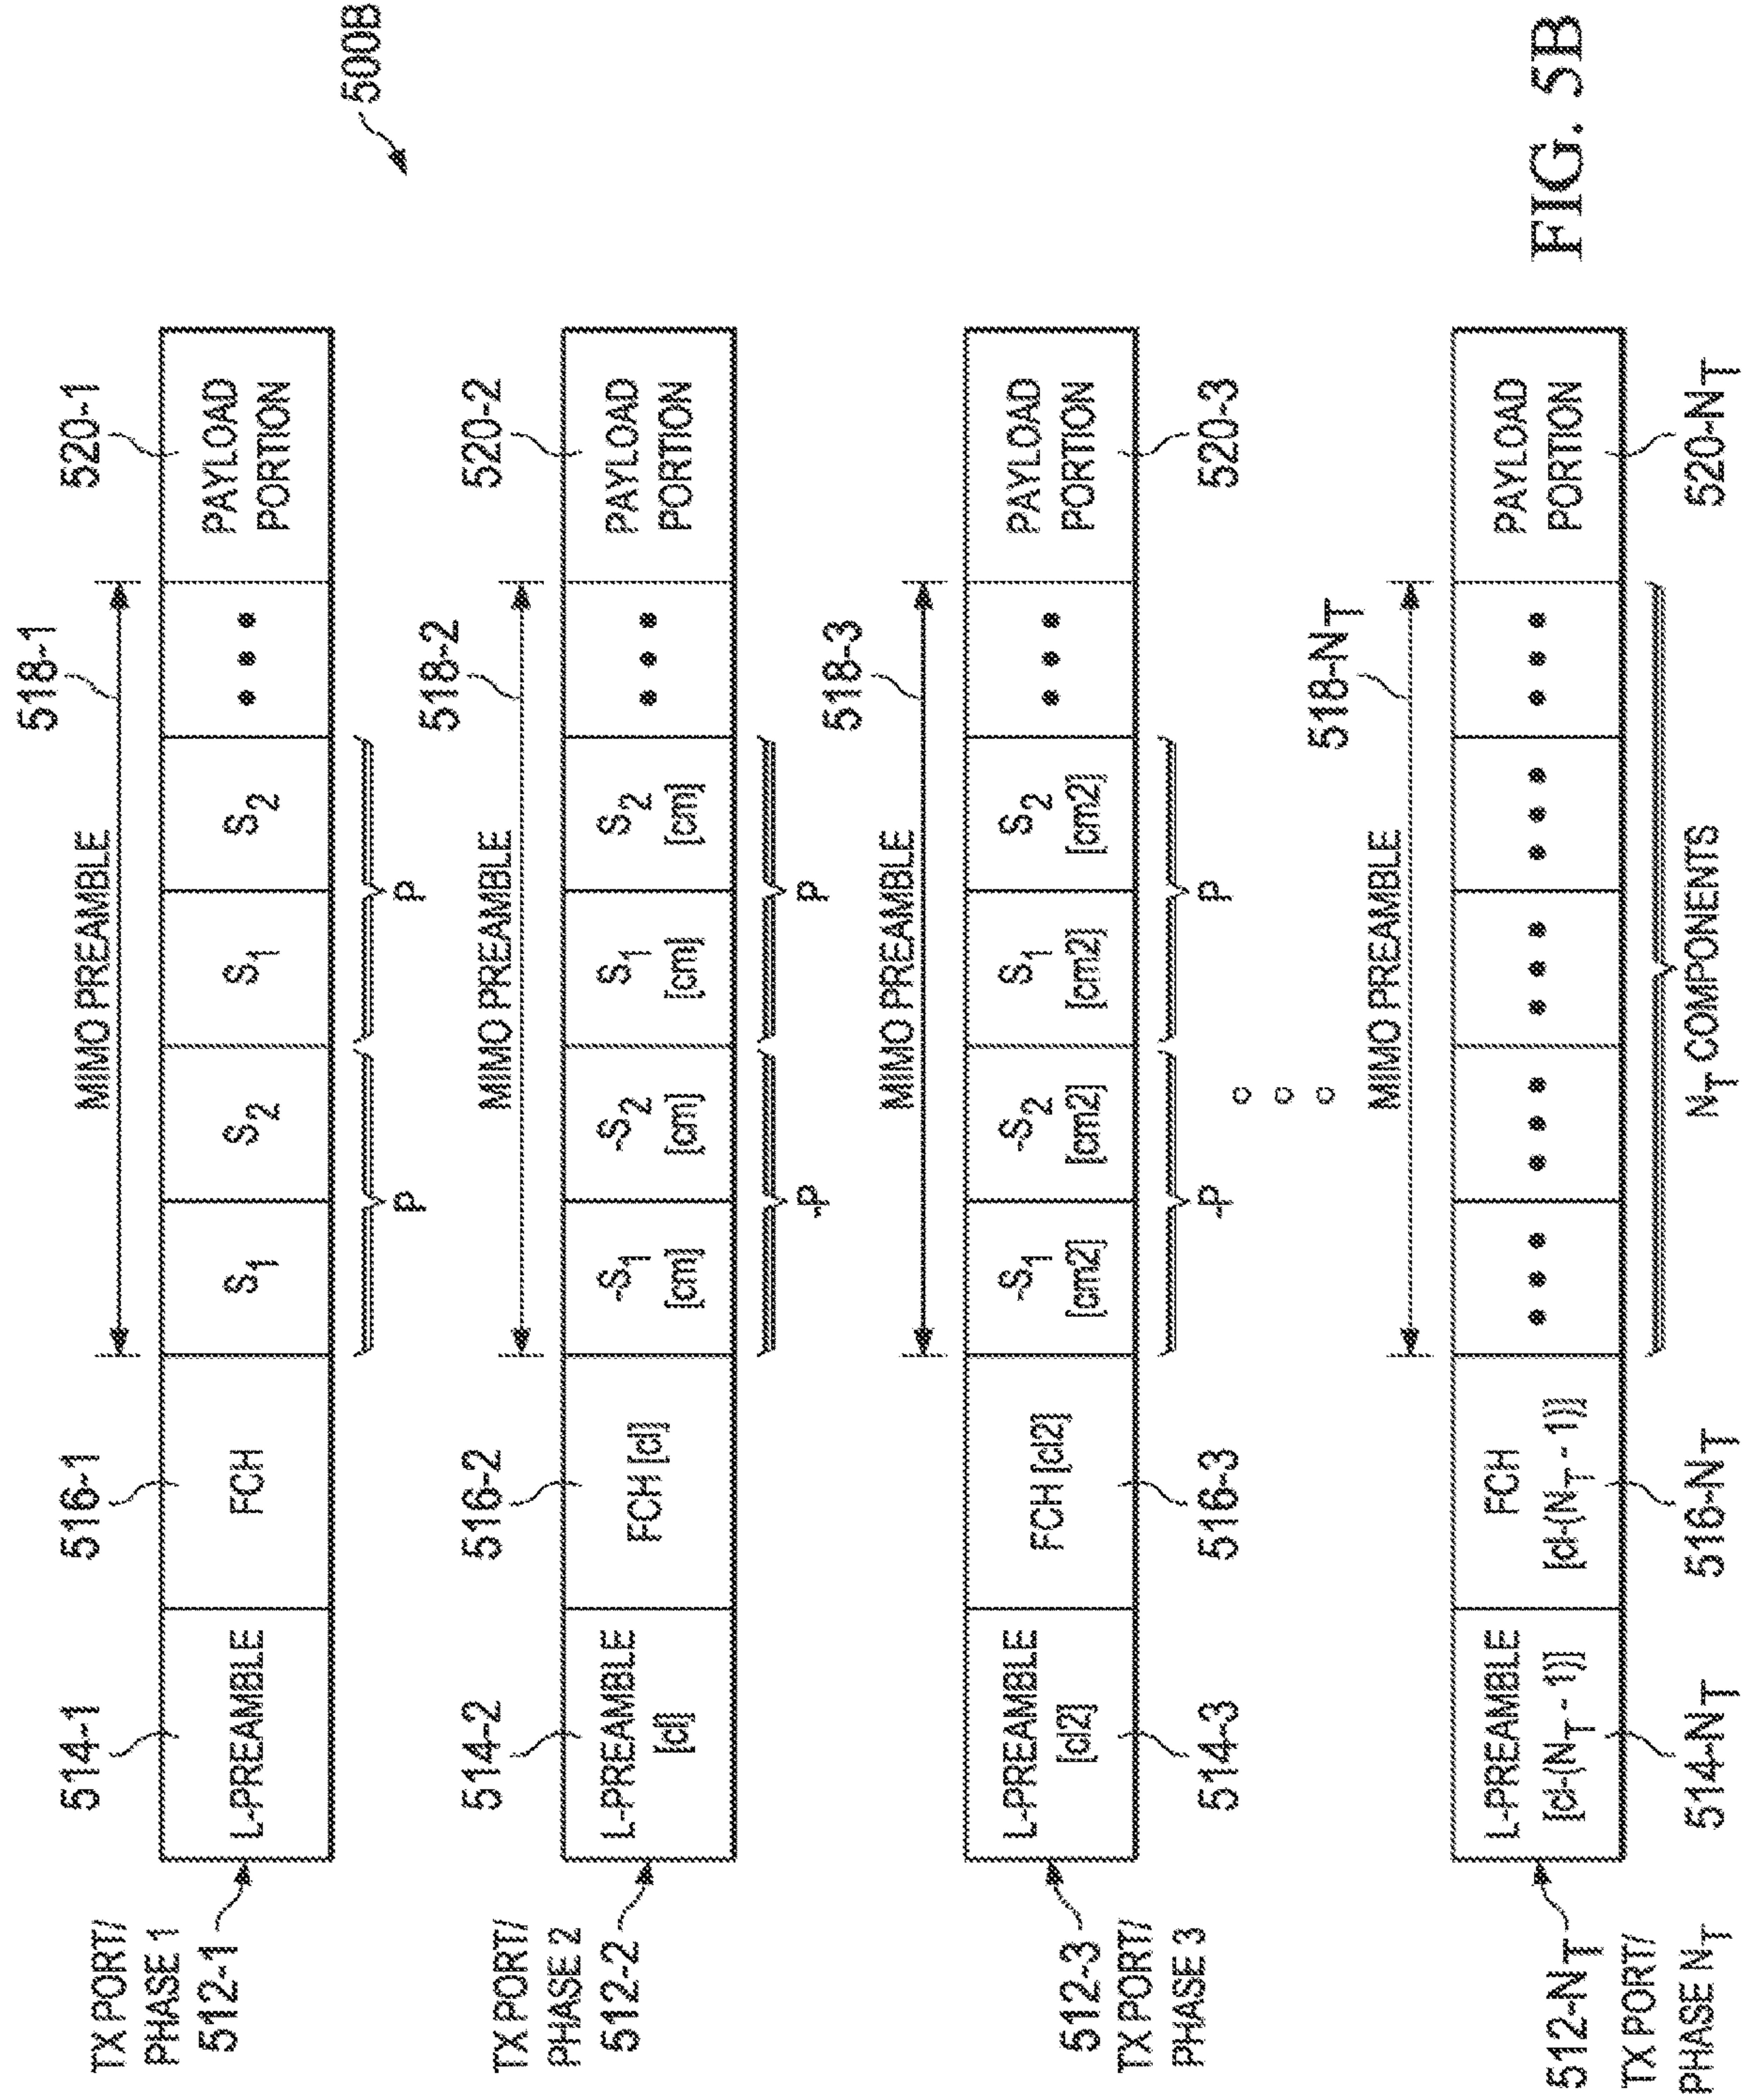 500B
518-1
520-1
516-1
514-1
MIMO PREAMBLE
TX PORT/
PHASE 1
512-1
L-PREAMBLE
FCH
S1
S2
S1
S2
• • •
PAYLOAD
PORTION
P
P
518-2
520-2
516-2
514-2
MIMO PREAMBLE
TX PORT/
PHASE 2
512-2
L-PREAMBLE
[cl]
FCH [cl]
-S1
[cm]
-S2
[cm]
S1
[cm]
S2
[cm]
• • •
PAYLOAD
PORTION
-P
P
518-3
MIMO PREAMBLE
L-PREAMBLE
[cl2]
FCH [cl2]
-S1
[cm2]
-S2
[cm2]
S1
[cm2]
S2
[cm2]
• • •
PAYLOAD
PORTION
512-3
TX PORT/
PHASE 3
514-3
516-3
-P
P
520-3
518-NT
MIMO PREAMBLE
L-PREAMBLE
[cl-(NT - 1)]
FCH
[cl-(NT - 1)]
• • •
• • •
• • •
• • •
• • •
PAYLOAD
PORTION
512-NT
TX PORT/
PHASE NT
514-NT
516-NT
NT COMPONENTS
520-NT
FIG. 5B